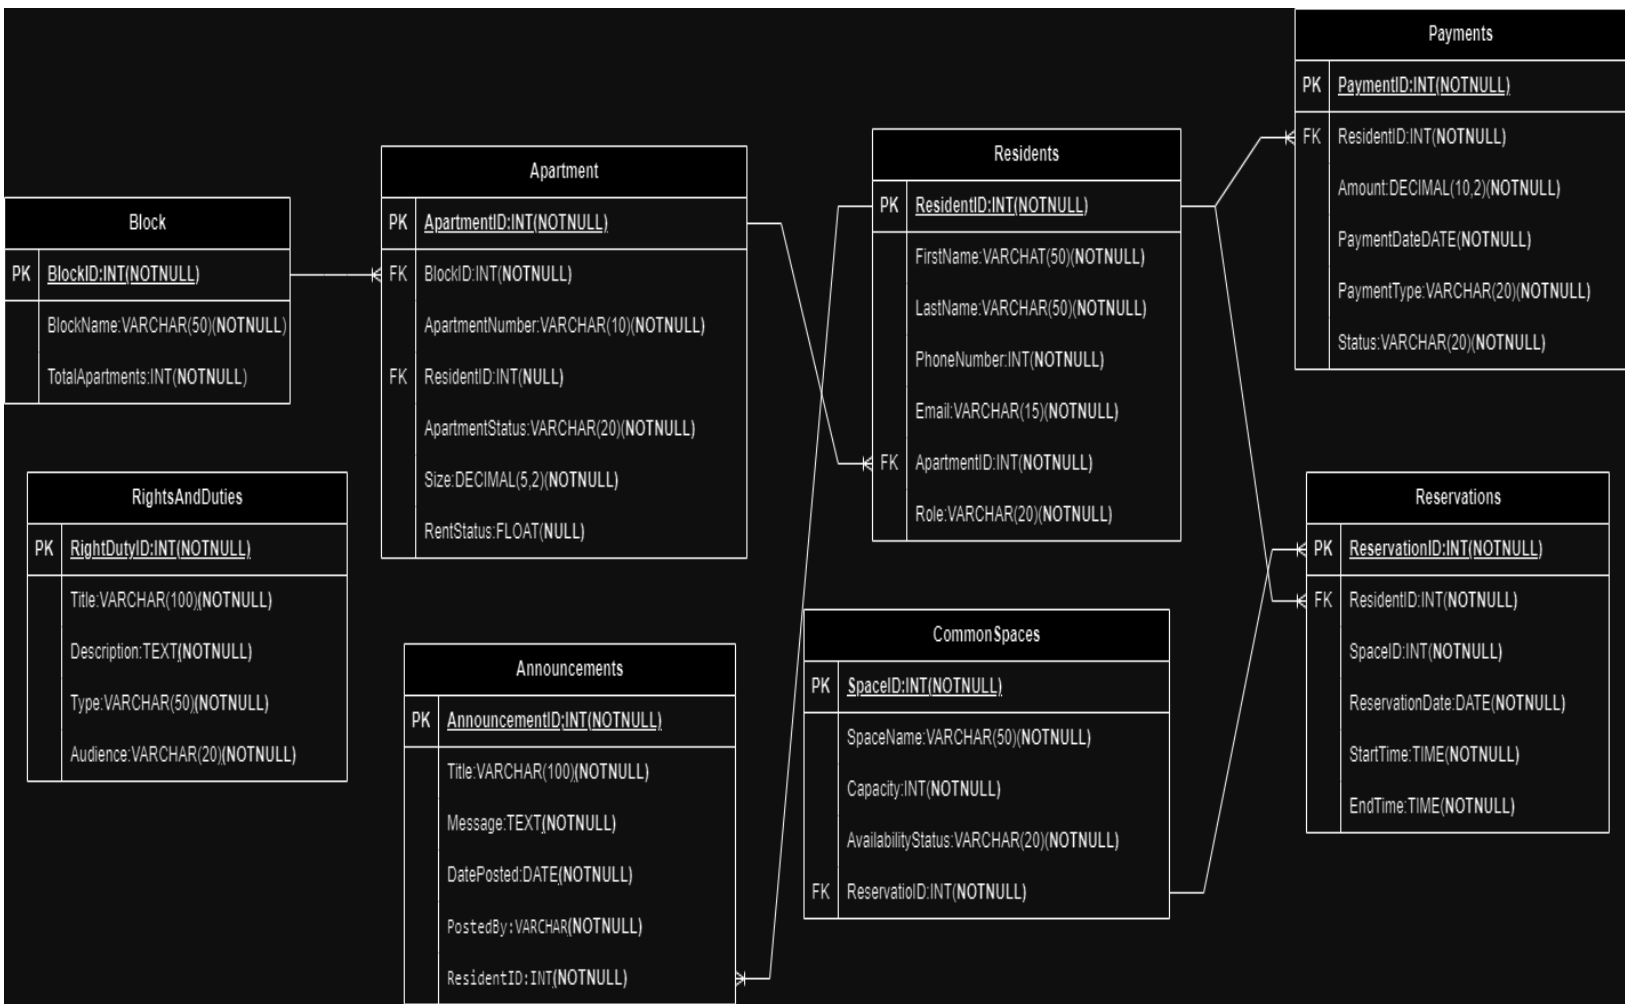 Block
PK BlockID:INT(NOTNULL)
BlockName:VARCHAR(50)(NOTNULL)
TotalApartments:INT(NOTNULL)
Apartment
PK ApartmentID:INT(NOTNULL)
FK BlockID:INT(NOTNULL)
ApartmentNumber:VARCHAR(10)(NOTNULL)
FK ResidentID:INT(NULL)
ApartmentStatus:VARCHAR(20)(NOTNULL)
Size:DECIMAL(5,2)(NOTNULL)
RentStatus:FLOAT(NULL)
Residents
PK ResidentID:INT(NOTNULL)
FirstName:VARCHAT(50)(NOTNULL)
LastName:VARCHAR(50)(NOTNULL)
PhoneNumber:INT(NOTNULL)
Email:VARCHAR(15)(NOTNULL)
FK ApartmentID:INT(NOTNULL)
Role:VARCHAR(20)(NOTNULL)
Payments
PK PaymentID:INT(NOTNULL)
FK ResidentID:INT(NOTNULL)
Amount:DECIMAL(10,2)(NOTNULL)
PaymentDateDATE(NOTNULL)
PaymentType:VARCHAR(20)(NOTNULL)
Status:VARCHAR(20)(NOTNULL)
RightsAndDuties
PK RightDutyID:INT(NOTNULL)
Title:VARCHAR(100)(NOTNULL)
Description:TEXT(NOTNULL)
Type:VARCHAR(50)(NOTNULL)
Audience:VARCHAR(20)(NOTNULL)
Announcements
PK AnnouncementID;INT(NOTNULL)
Title:VARCHAR(100)(NOTNULL)
Message:TEXT(NOTNULL)
DatePosted:DATE(NOTNULL)
PostedBy:VARCHAR(NOTNULL)
ResidentID:INT(NOTNULL)
CommonSpaces
PK SpaceID:INT(NOTNULL)
SpaceName:VARCHAR(50)(NOTNULL)
Capacity:INT(NOTNULL)
AvailabilityStatus:VARCHAR(20)(NOTNULL)
FK ReservatioID:INT(NOTNULL)
Reservations
PK ReservationID:INT(NOTNULL)
FK ResidentID:INT(NOTNULL)
SpaceID:INT(NOTNULL)
ReservationDate:DATE(NOTNULL)
StartTime:TIME(NOTNULL)
EndTime:TIME(NOTNULL)